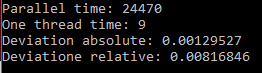 Parallel time: 24470
One thread time: 9
Deviation absolute: 0.00129527
Deviatione relative: 0.00816846